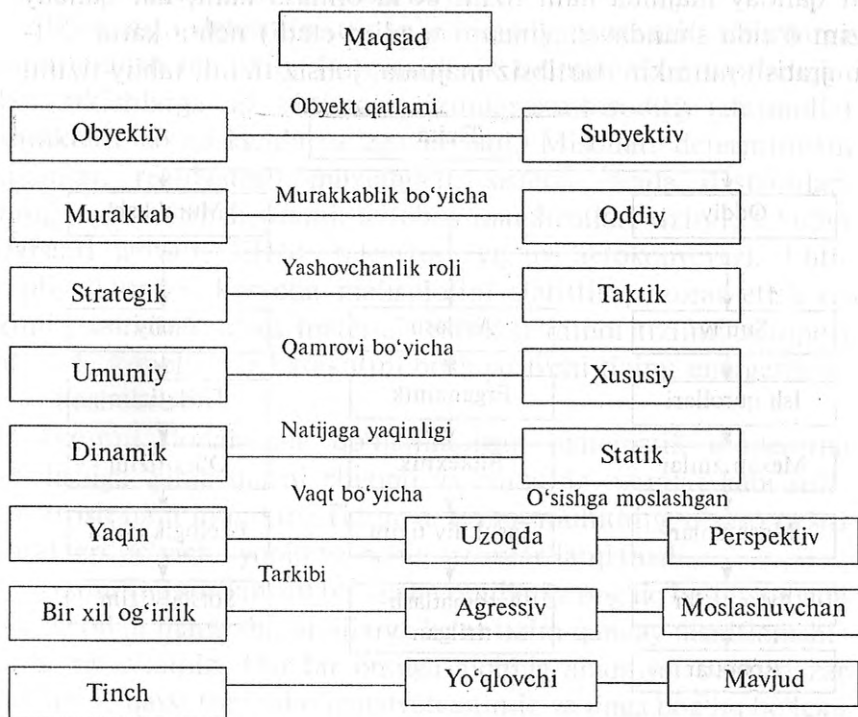 Maqsad
Obyekt qatlami
Obyektiv Subyektiv
Murakkablik bo‘yicha
Murakkab Oddiy
Yashovchanlik roli
Strategik Taktik
Qamrovi bo‘yicha
Umumiy Xususiy
Natijaga yaqinligi
Dinamik Statik
Vaqt bo‘yicha O‘sishga moslashgan
Yaqin Uzoqda Perspektiv
Tarkibi
Bir xil og‘irlik Agressiv Moslashuvchan
Tinch Yo‘qlovchi Mavjud